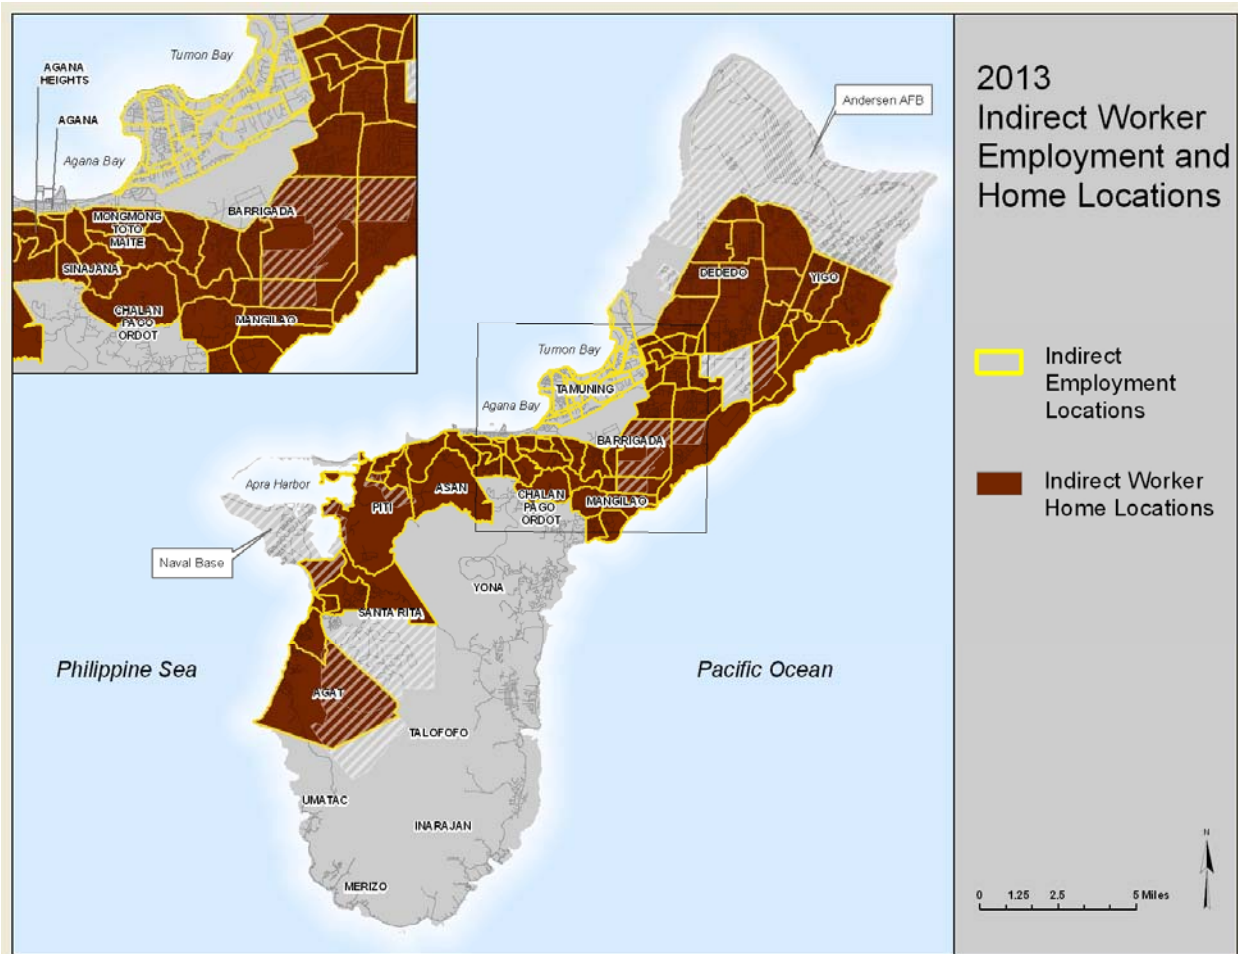 Tumon Bay
AGANA
HEIGHTS
AGANA
Agana Bay
BARRIGADA
MONGMONG
TOTO
MAITE
SINAJANA
CHALAN
PAGO
ORDOT
MANGILAO
Andersen AFB
DEDEDO
YIGO
Tumon Bay
TAMUNING
Agana Bay
BARRIGADA
Apra Harbor
ASAN
PITI
CHALAN
PAGO
ORDOT
MANGILAO
Naval Base
YONA
SANTA RITA
Philippine Sea
Pacific Ocean
AGAT
TALOFOFO
UMATAC
INARAJAN
MERIZO
2013
Indirect Worker
Employment and
Home Locations
Indirect
Employment
Locations
Indirect Worker
Home Locations
N
0 1.25 2.5 5 Miles